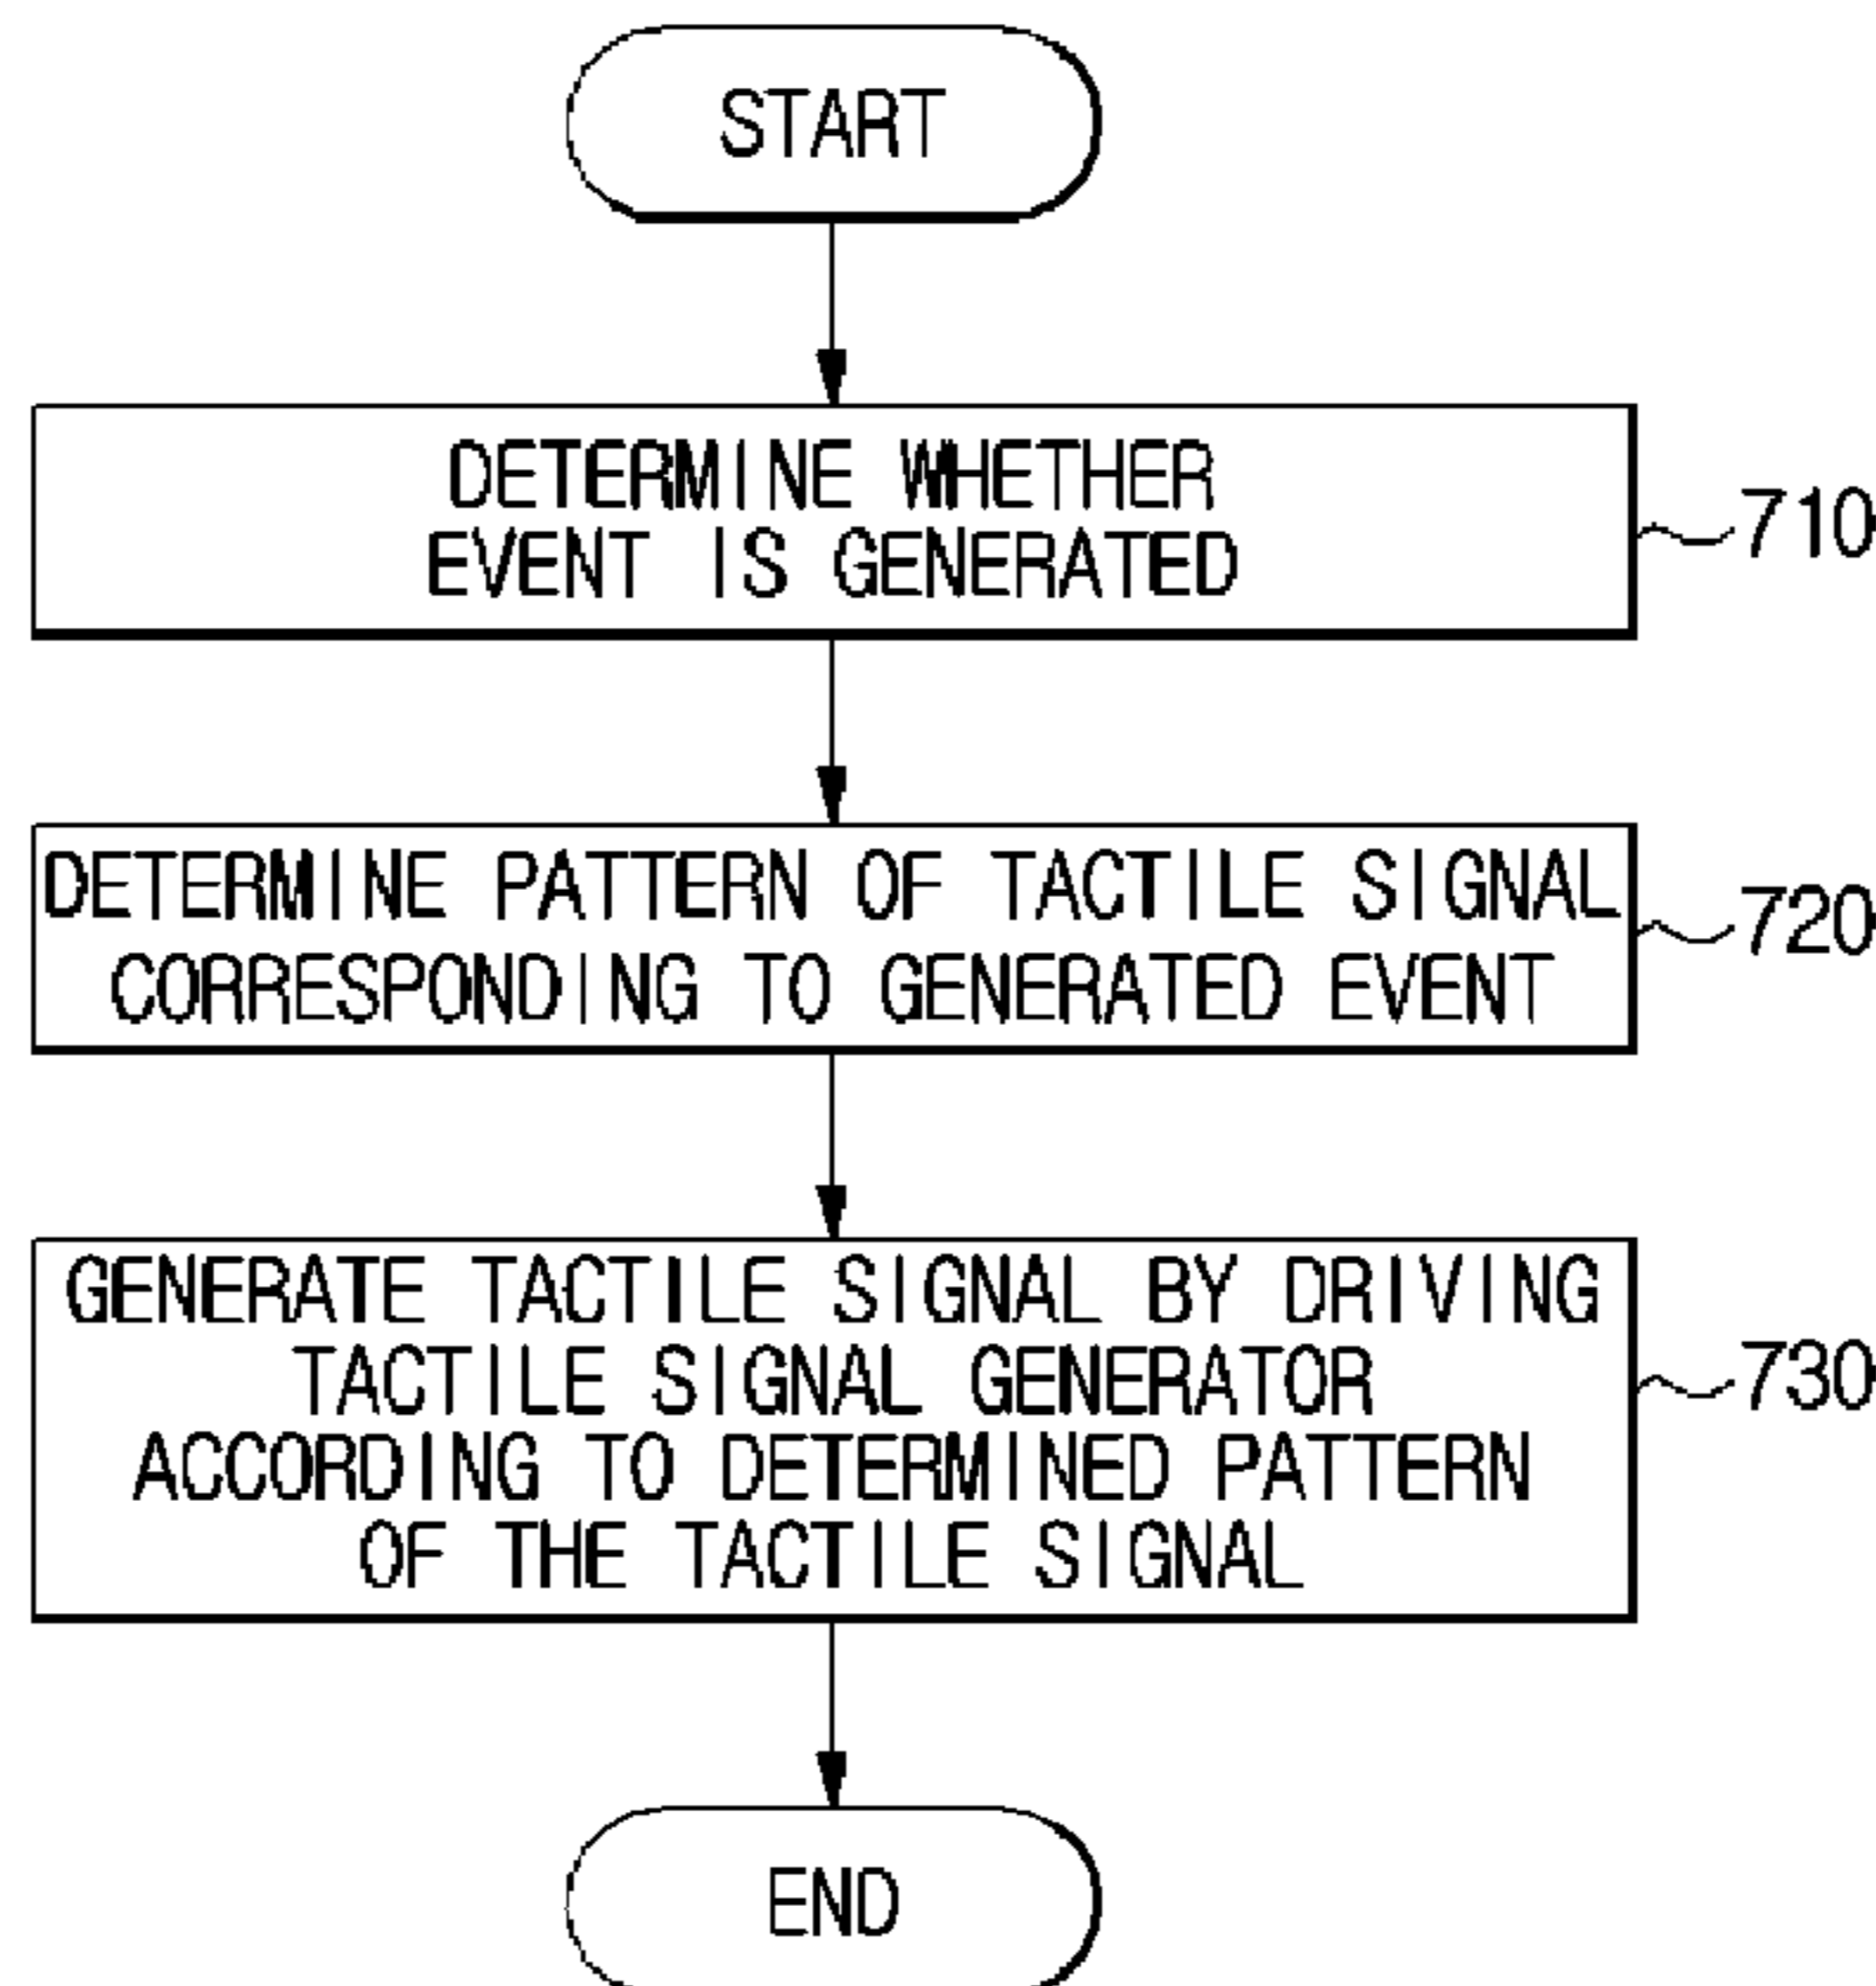 START
DETERMINE WHETHER
EVENT IS GENERATED
710
DETERMINE PATTERN OF TACTILE SIGNAL
CORRESPONDING TO GENERATED EVENT
720
GENERATE TACTILE SIGNAL BY DRIVING
TACTILE SIGNAL GENERATOR
ACCORDING TO DETERMINED PATTERN
OF THE TACTILE SIGNAL
730
END